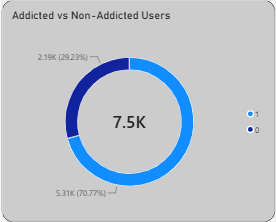 Addicted vs Non-Addicted Users
2.19K (29.23%)
7.5K
1
0
5.31K (70.77%)